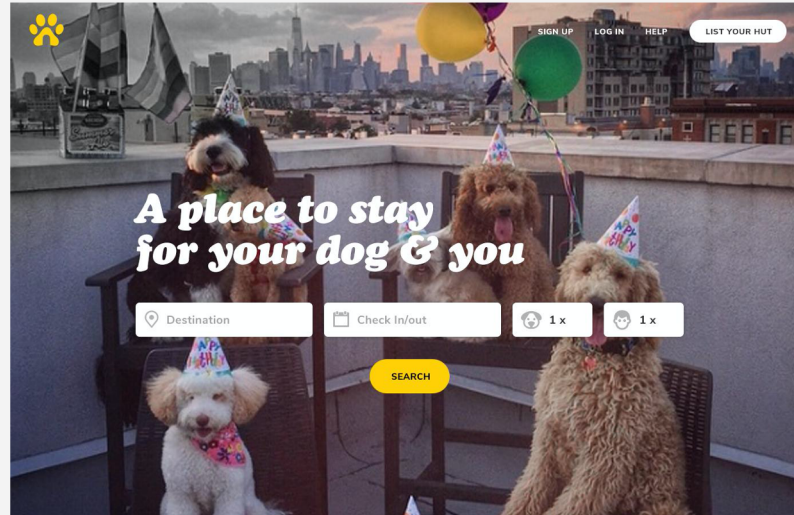 SIGN UP
LOG IN
HELP
LIST YOUR HUT
A place to stay
for your dog & you
Destination
Check In/out
1 x
1 x
SEARCH